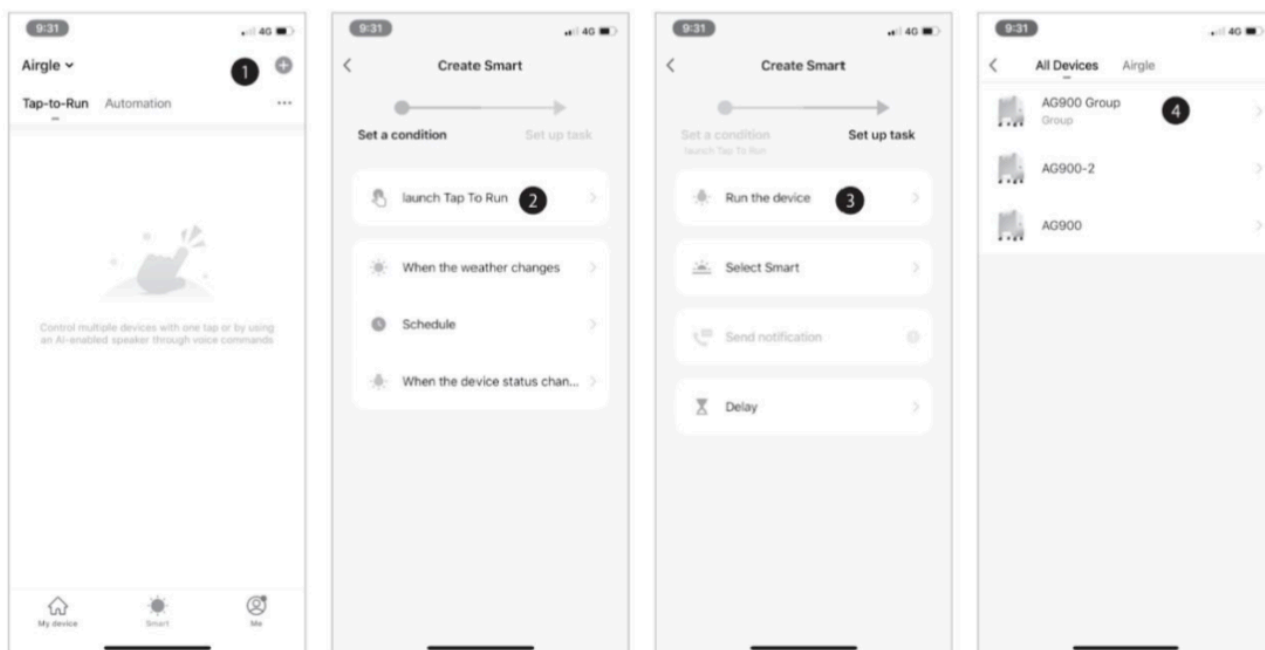 9:31
4G
Airgle
1
Tap-to-Run Automation
Control multiple devices with one tap or by using
an AI-enabled speaker through voice commands
My device Smart Me
9:31
4G
Create Smart
Set a condition Set up task
launch Tap To Run 2
When the weather changes
Schedule
When the device status chan...
9:31
4G
Create Smart
Set a condition Set up task
launch Tap To Run
Run the device 3
Select Smart
Send notification
Delay
9:31
4G
All Devices Airgle
AG900 Group
Group
4
AG900-2
AG900